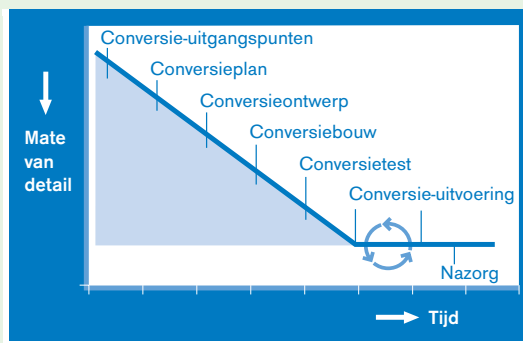 Conversie-uitgangspunten
Conversieplan
Conversieontwerp
Conversiebouw
Conversietest
Conversie-uitvoering
Nazorg
Mate
van
detail
Tijd